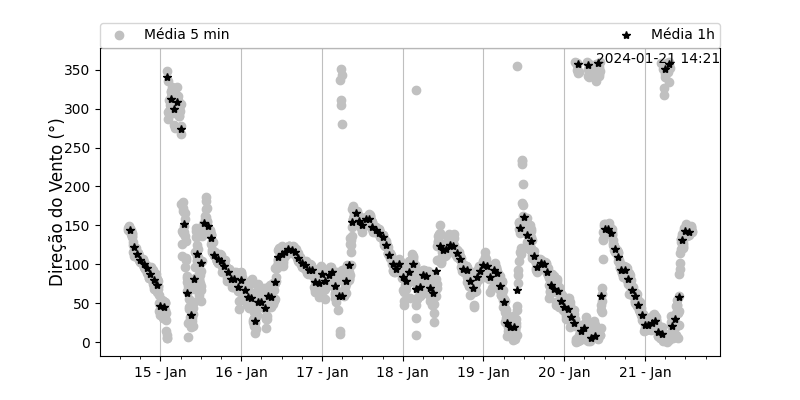 Média 5 min
Média 1h
2024-01-21 14:21
Direção do Vento (°)
350
300
250
200
150
100
50
0
15 - Jan
16 - Jan
17 - Jan
18 - Jan
19 - Jan
20 - Jan
21 - Jan